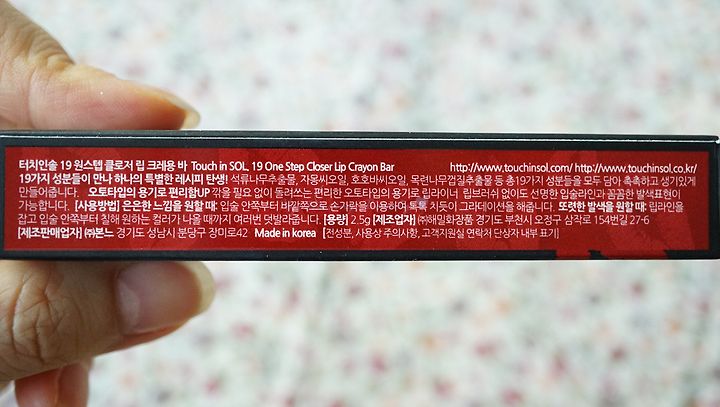 터치인솔 19 원스텝 클로저 립 크레용 바 Touch in SOL, 19 One Step Closer Lip Crayon Bar http://www.touchinsol.com/ http://www.touchinsol.co.kr/
19가지 성분들이 만나 하나의 특별한 레시피 탄생! 석류나무추출물, 자몽씨오일, 호호바씨오일, 목련나무껍질추출물 등 총19가지 성분들을 모두 담아 촉촉하고 생기있게
만들어줍니다. 오토타입의 용기로 편리함UP 깎을 필요 없이 돌려쓰는 편리한 오토타입의 용기로 립라이너, 립브러쉬 없이도 선명한 입술라인과 꼼꼼한 발색표현이
가능합니다. [사용방법] 은은한 느낌을 원할 때: 입술 안쪽부터 바깥쪽으로 손가락을 이용하여 톡톡 치듯이 그라데이션을 해줍니다. 또렷한 발색을 원할 때: 립라인을
잡고 입술 안쪽부터 칠해 원하는 컬러가 나올 때까지 여러번 덧발라줍니다. [용량] 2.5g [제조업자] ㈜해밀화장품 경기도 부천시 오정구 삼작로 154번길 27-6
[제조판매업자] ㈜본느 경기도 성남시 분당구 장미로42 Made in korea [전성분, 사용상 주의사항, 고객지원실 연락처 단상자 내부 표기]